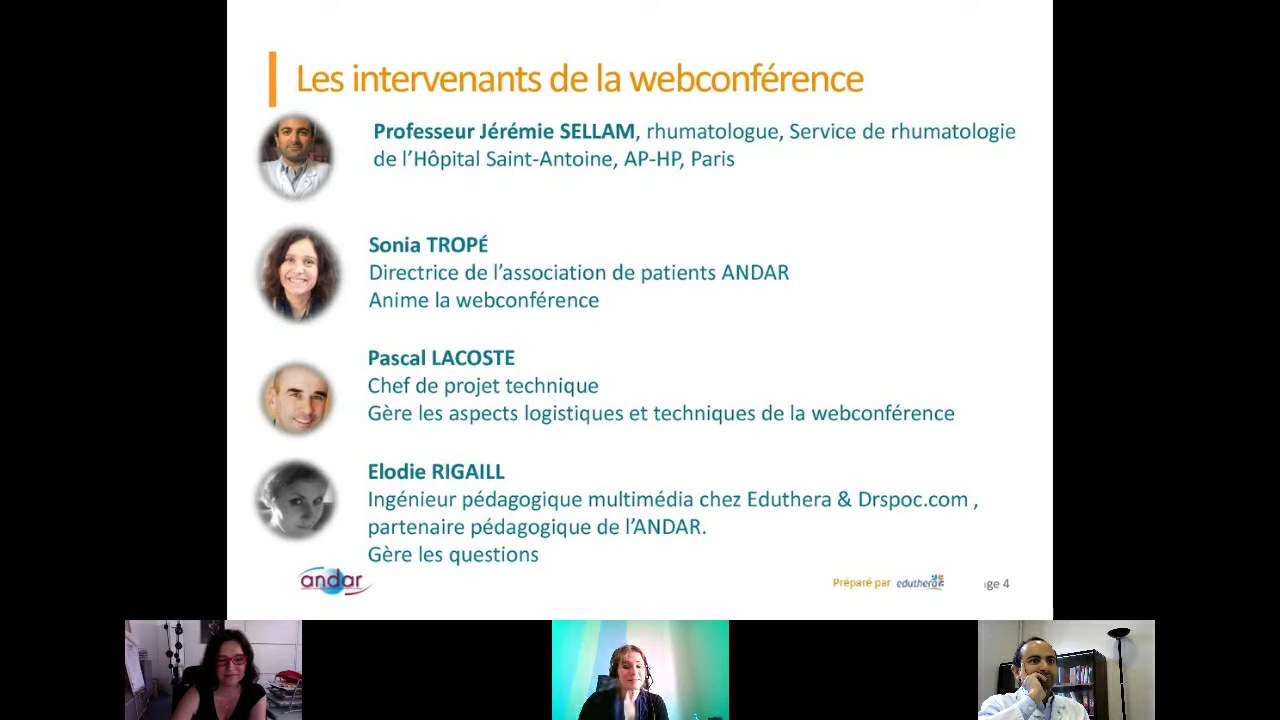 Les intervenants de la webconférence
Professeur Jérémie SELLAM, rhumatologue, Service de rhumatologie
de l'Hôpital Saint-Antoine, AP-HP, Paris
Sonia TROPÉ
Directrice de l'association de patients ANDAR
Anime la webconférence
Pascal LACOSTE
Chef de projet technique
Gère les aspects logistiques et techniques de la webconférence
Elodie RIGAILL
Ingénieur pédagogique multimédia chez Eduthera & Drspoc.com ,
partenaire pédagogique de l'ANDAR.
Gère les questions
andar
Préparé par eduthera
ge 4